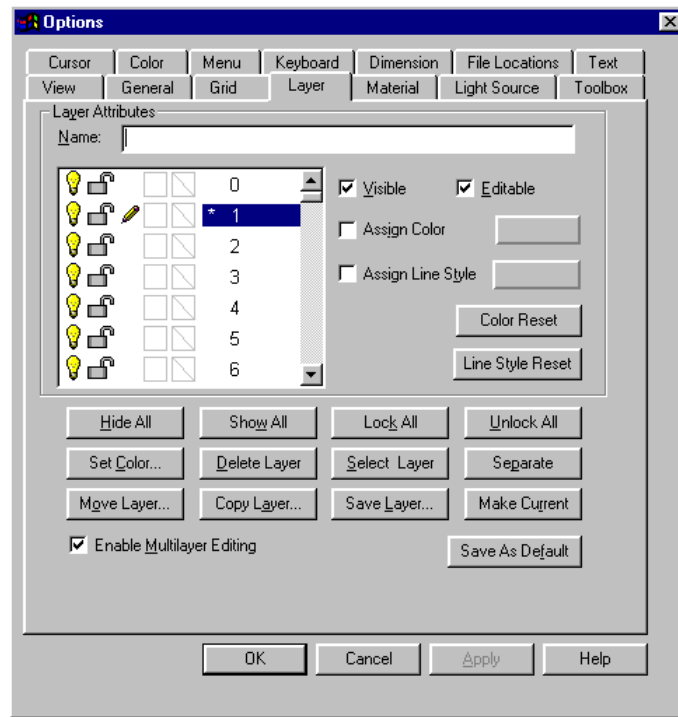 Options
Cursor Color Menu Keyboard Dimension File Locations Text
View General Grid Layer Material Light Source Toolbox
Layer Attributes
Name:
0
* 1
2
3
4
5
6
Visible Editable
Assign Color
Assign Line Style
Color Reset
Line Style Reset
Hide All Show All Lock All Unlock All
Set Color... Delete Layer Select Layer Separate
Move Layer... Copy Layer... Save Layer... Make Current
Enable Multilayer Editing Save As Default
OK Cancel Apply Help